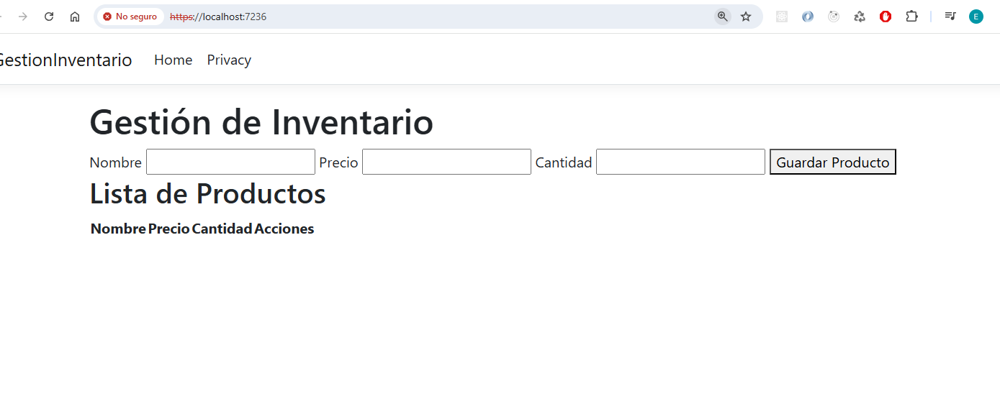 No seguro https://localhost:7236 E
GestionInventario Home Privacy
Gestión de Inventario
Nombre Precio Cantidad Guardar Producto
Lista de Productos
Nombre Precio Cantidad Acciones